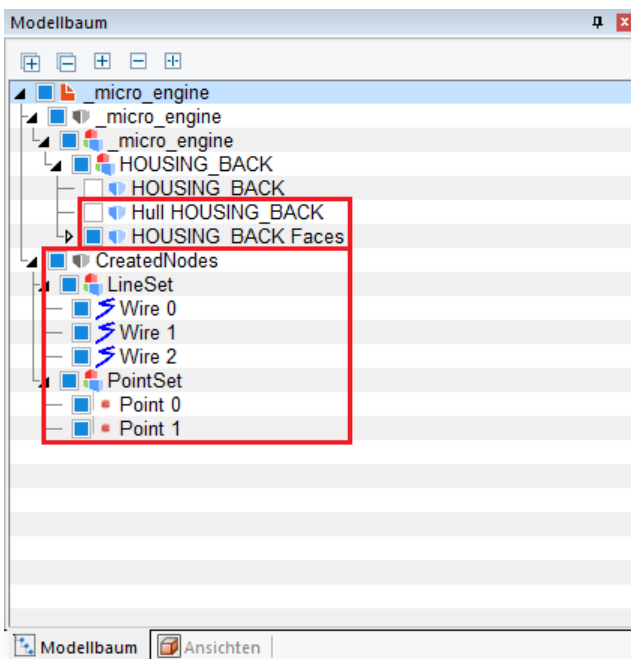 Modellbaum
_micro_engine
_micro_engine
_micro_engine
HOUSING_BACK
HOUSING_BACK
Hull HOUSING_BACK
HOUSING_BACK Faces
CreatedNodes
LineSet
Wire 0
Wire 1
Wire 2
PointSet
Point 0
Point 1
Modellbaum Ansichten